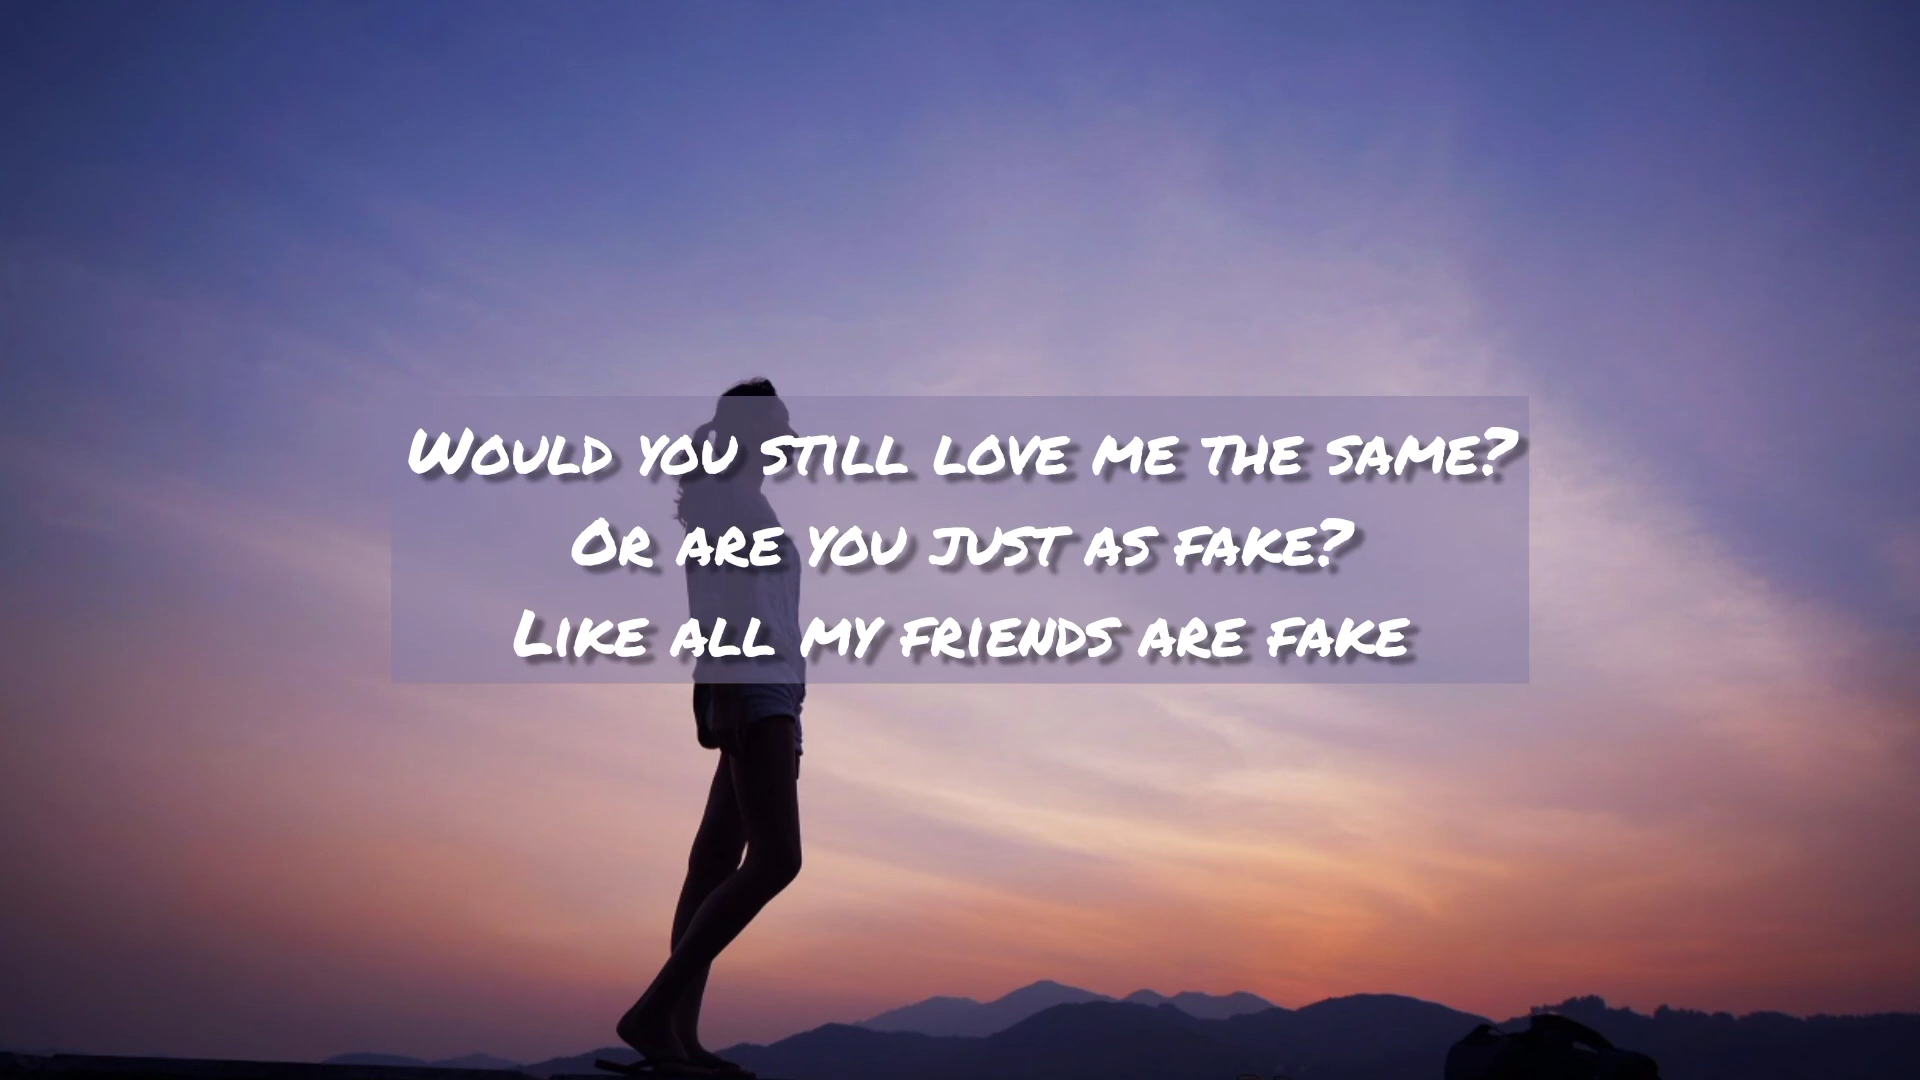 Would you still love me the same?
Or are you just as fake?
Like all my friends are fake